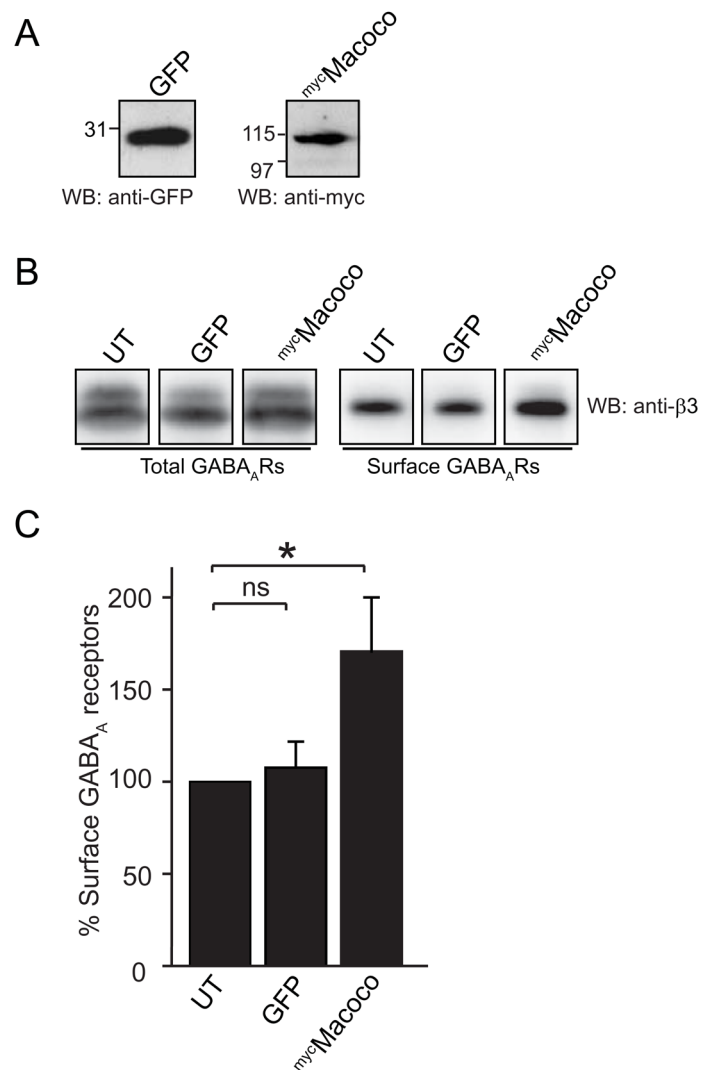 A
GFP
mycMacoco
31
115
97
WB: anti-GFP
WB: anti-myc
B
UT
GFP
mycMacoco
UT
GFP
mycMacoco
WB: anti-β3
Total GABAARs
Surface GABAARs
C
*
ns
% Surface GABAA receptors
200
150
100
50
0
UT
GFP
mycMacoco